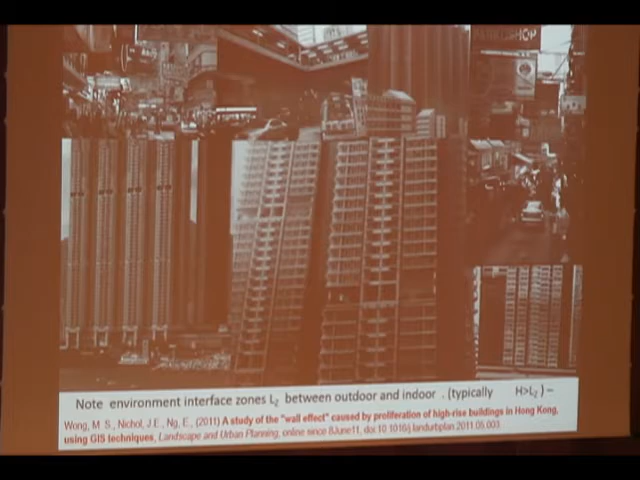 PARKNSHOP
Note environment interface zones L₂ between outdoor and indoor . (typically H>L₂ ) –
Wong, M. S., Nichol, J.E., Ng, E., (2011) A study of the "wall effect" caused by proliferation of high-rise buildings in Hong Kong,
using GIS techniques, Landscape and Urban Planning, online since 8June11, doi:10.1016/j.landurbplan.2011.05.003